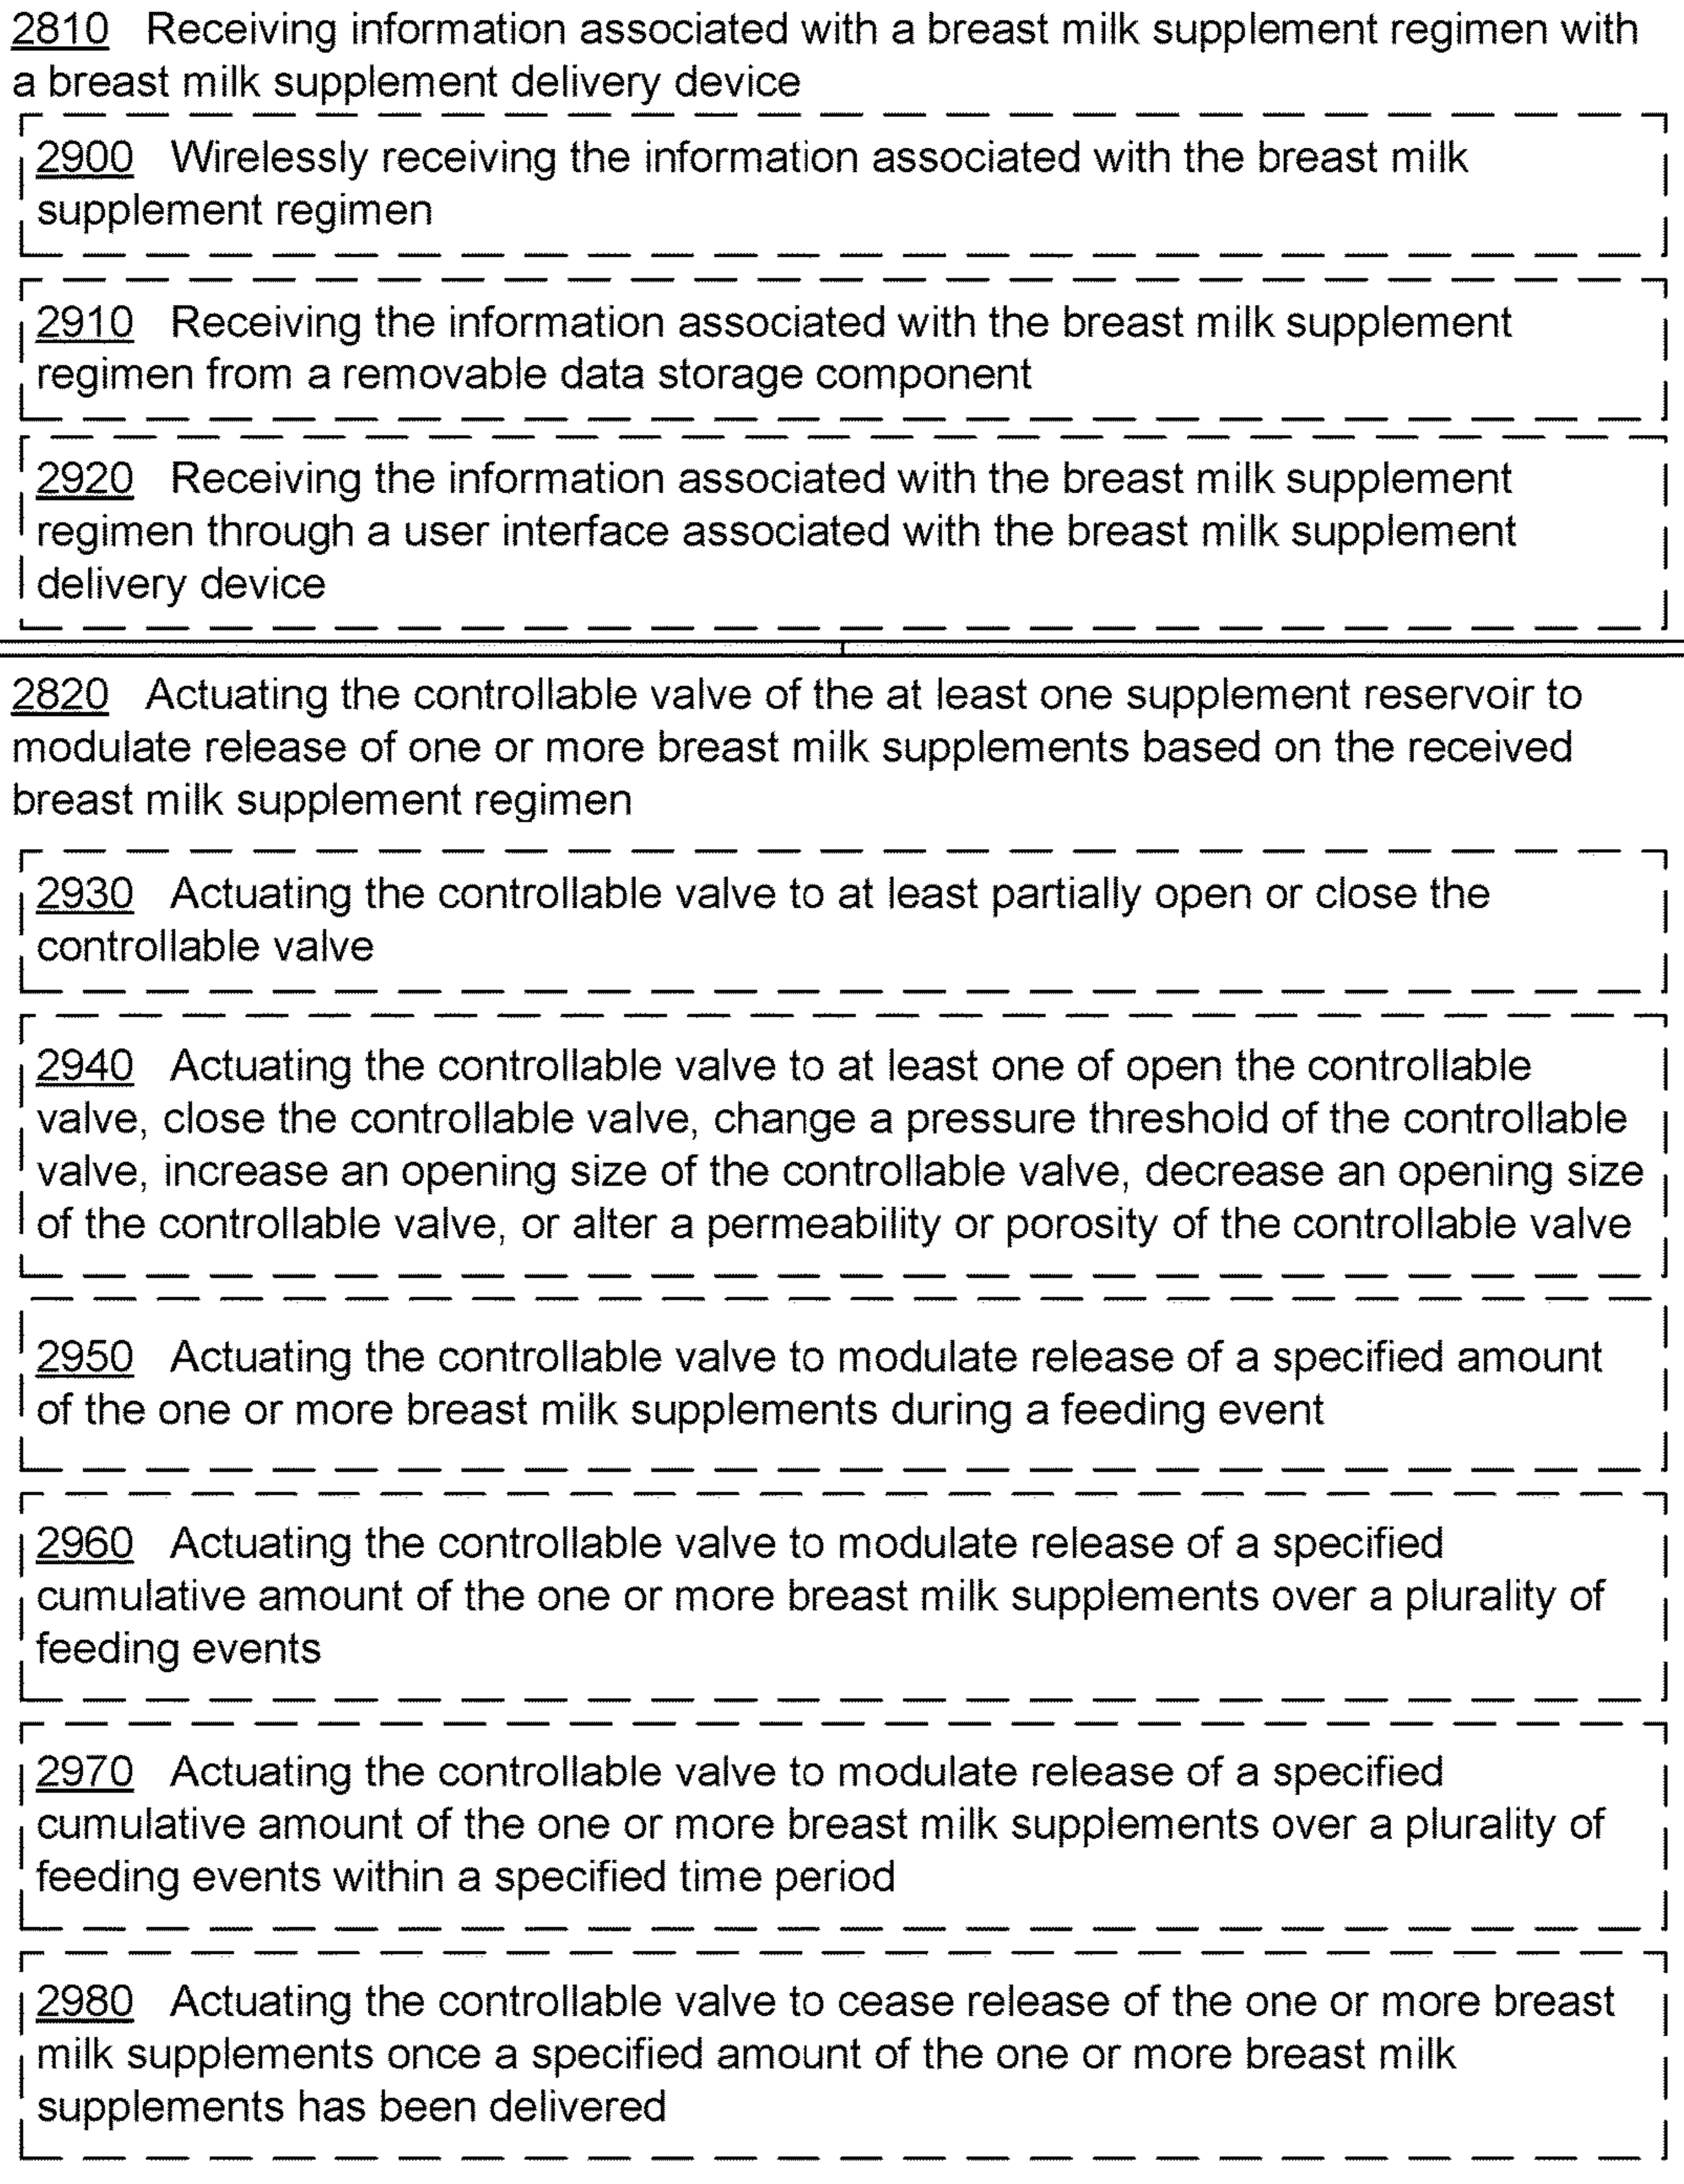 2810 Receiving information associated with a breast milk supplement regimen with
a breast milk supplement delivery device
2900 Wirelessly receiving the information associated with the breast milk
supplement regimen
2910 Receiving the information associated with the breast milk supplement
regimen from a removable data storage component
2920 Receiving the information associated with the breast milk supplement
regimen through a user interface associated with the breast milk supplement
delivery device
2820 Actuating the controllable valve of the at least one supplement reservoir to
modulate release of one or more breast milk supplements based on the received
breast milk supplement regimen
2930 Actuating the controllable valve to at least partially open or close the
controllable valve
2940 Actuating the controllable valve to at least one of open the controllable
valve, close the controllable valve, change a pressure threshold of the controllable
valve, increase an opening size of the controllable valve, decrease an opening size
of the controllable valve, or alter a permeability or porosity of the controllable valve
2950 Actuating the controllable valve to modulate release of a specified amount
of the one or more breast milk supplements during a feeding event
2960 Actuating the controllable valve to modulate release of a specified
cumulative amount of the one or more breast milk supplements over a plurality of
feeding events
2970 Actuating the controllable valve to modulate release of a specified
cumulative amount of the one or more breast milk supplements over a plurality of
feeding events within a specified time period
2980 Actuating the controllable valve to cease release of the one or more breast
milk supplements once a specified amount of the one or more breast milk
supplements has been delivered